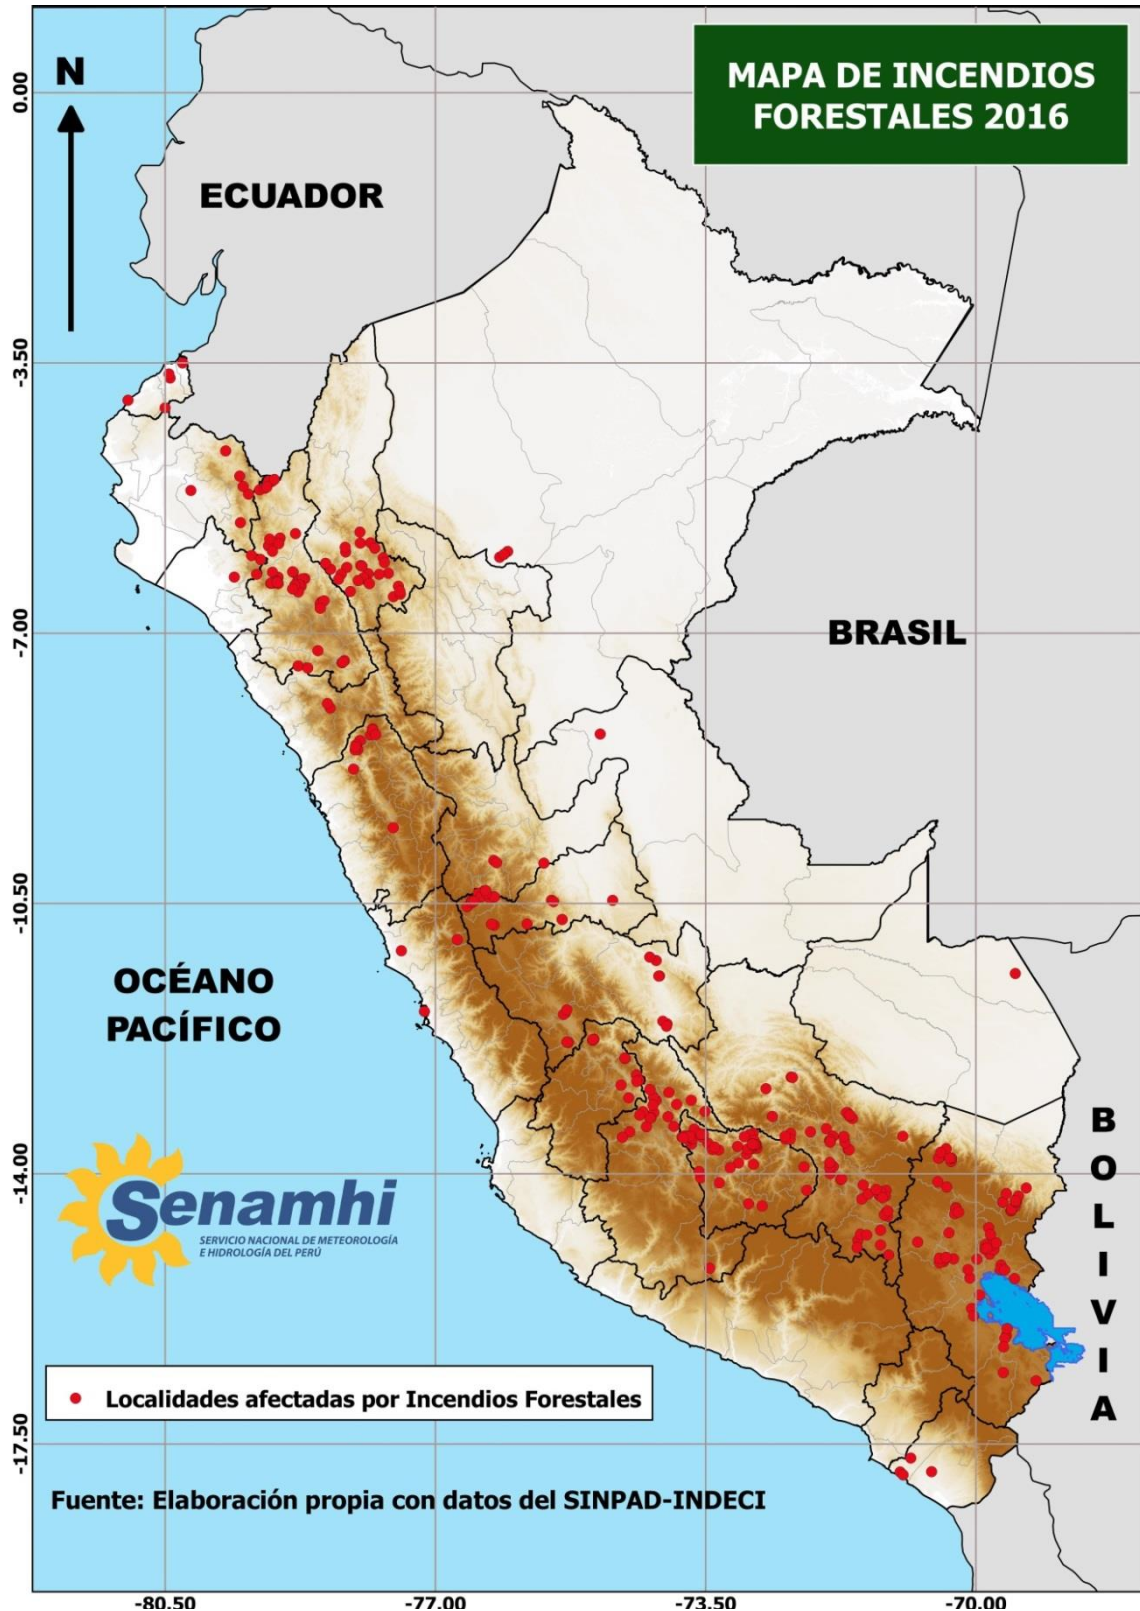 MAPA DE INCENDIOS
FORESTALES 2016
N
0.00
ECUADOR
-3.50
BRASIL
-7.00
-10.50
OCÉANO
PACÍFICO
B
O
L
I
V
I
A
-14.00
Senamhi
SERVICIO NACIONAL DE METEOROLOGÍA
E HIDROLOGÍA DEL PERÚ
Localidades afectadas por Incendios Forestales
-17.50
Fuente: Elaboración propia con datos del SINPAD-INDECI
-80.50 -77.00 -73.50 -70.00